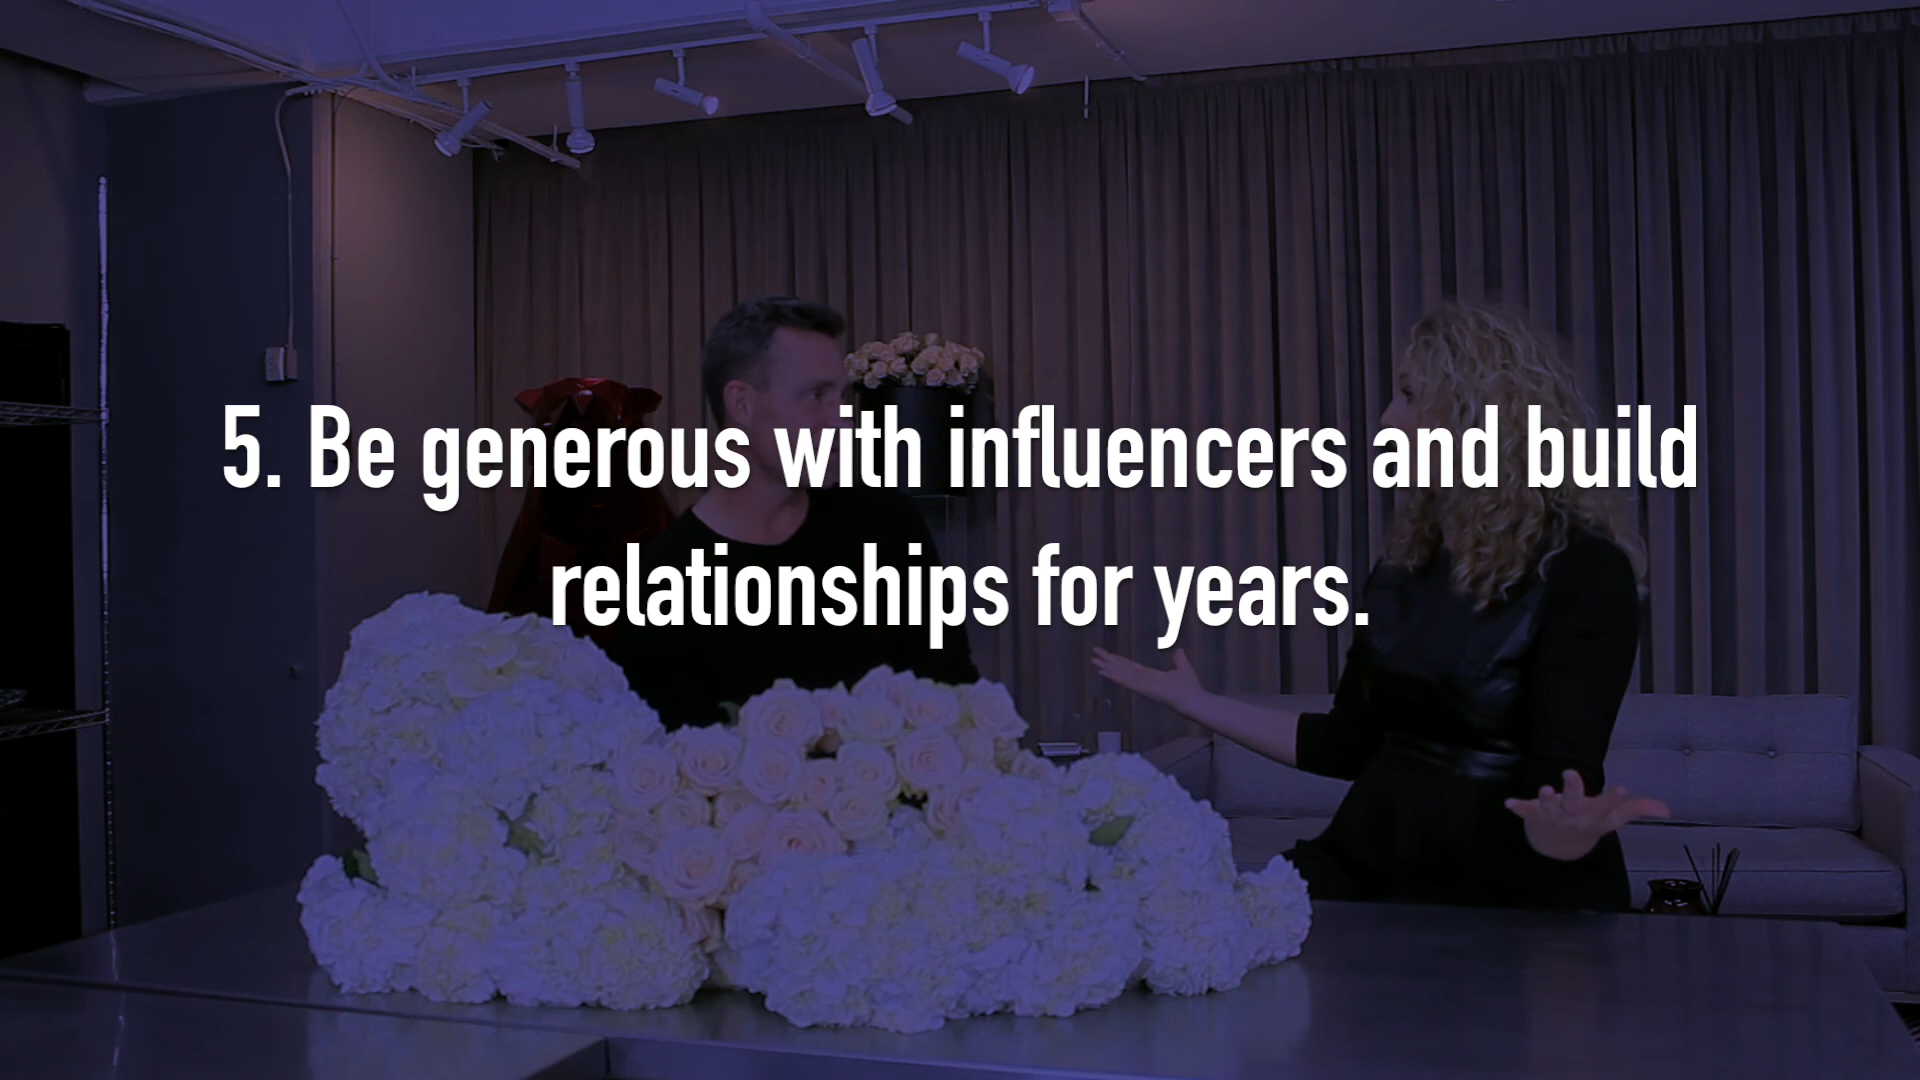 5. Be generous with influencers and build
relationships for years.